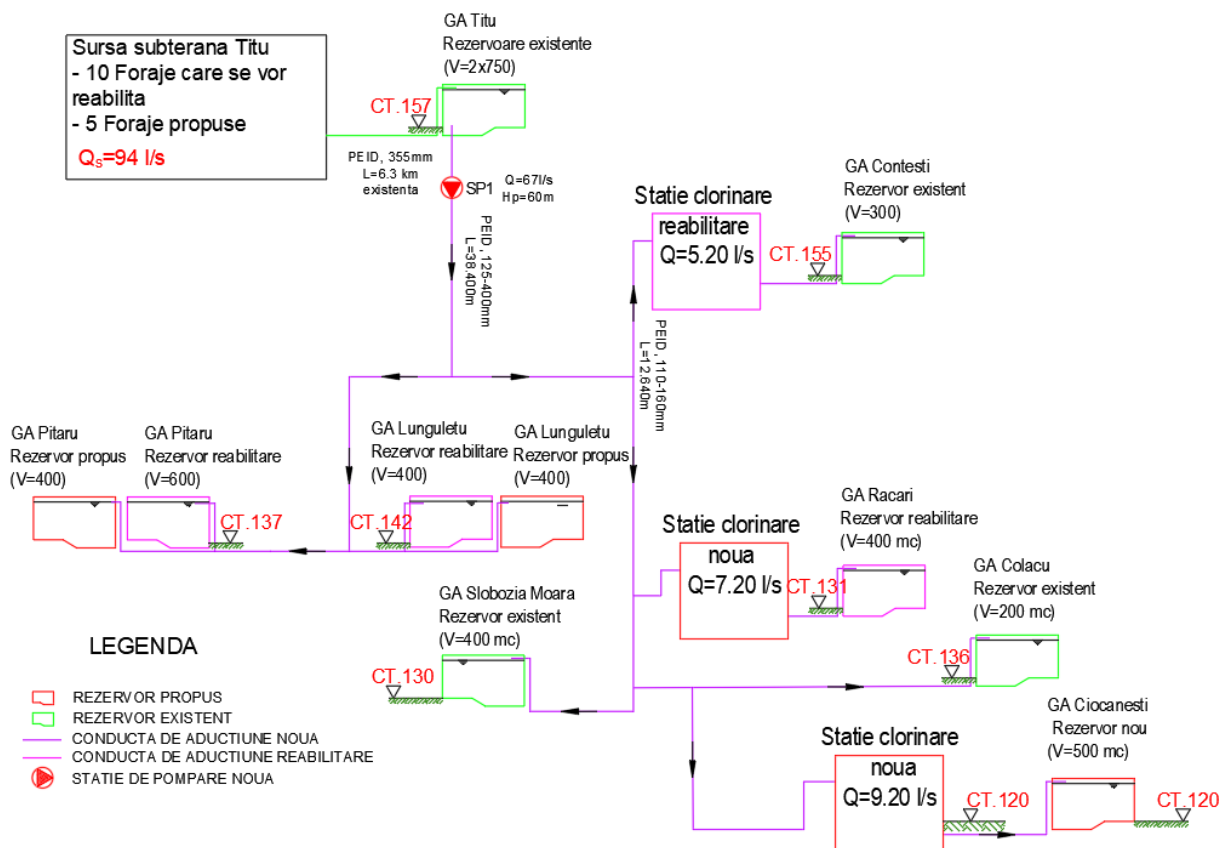 Sursa subterana Titu
- 10 Foraje care se vor
reabilita
- 5 Foraje propuse
Qs=94 l/s
GA Titu
Rezervoare existente
(V=2x750)
CT.157
PEID, 355mm
L=6.3 km
existenta
SP1
Q=67l/s
Hp=60m
PEID, 125-400mm
L=38.400m
Statie clorinare
reabilitare
Q=5.20 l/s
GA Contesti
Rezervor existent
(V=300)
CT.155
PEID, 110-160mm
L=12.640m
GA Pitaru
Rezervor propus
(V=400)
GA Pitaru
Rezervor reabilitare
(V=600)
CT.137
GA Lunguletu
Rezervor reabilitare
(V=400)
GA Lunguletu
Rezervor propus
(V=400)
CT.142
Statie clorinare
noua
Q=7.20 l/s
GA Racari
Rezervor reabilitare
(V=400 mc)
CT.131
GA Colacu
Rezervor existent
(V=200 mc)
CT.136
GA Slobozia Moara
Rezervor existent
(V=400 mc)
CT.130
Statie clorinare
noua
Q=9.20 l/s
GA Ciocanesti
Rezervor nou
(V=500 mc)
CT.120
CT.120
LEGENDA
REZERVOR PROPUS
REZERVOR EXISTENT
CONDUCTA DE ADUCTIUNE NOUA
CONDUCTA DE ADUCTIUNE REABILITARE
STATIE DE POMPARE NOUA